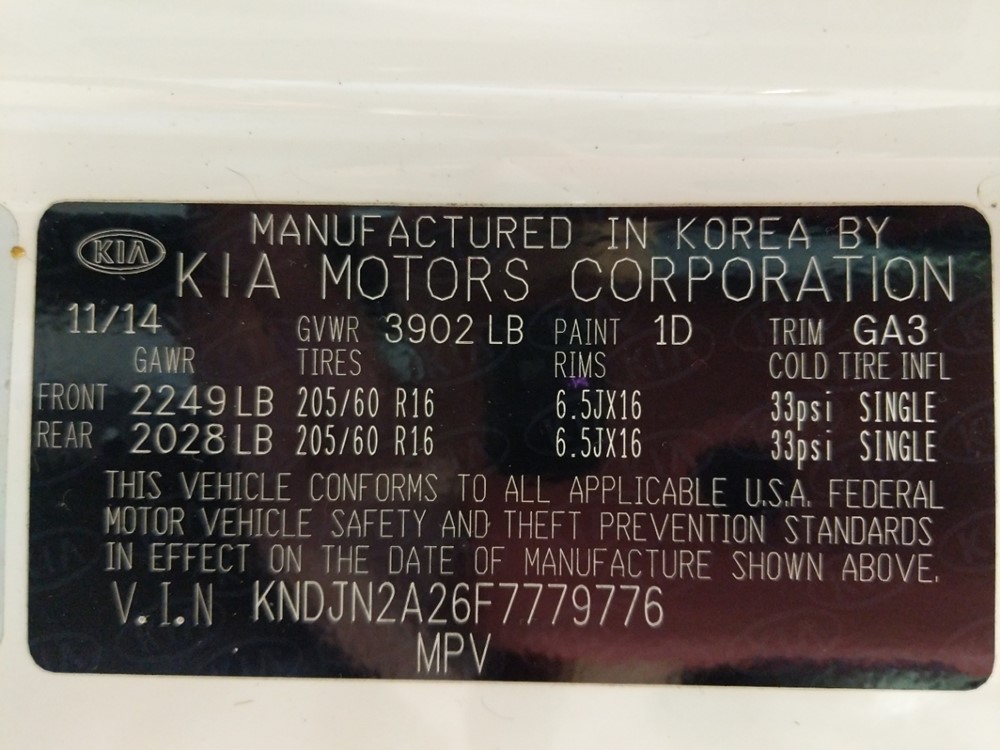 MANUFACTURED IN KOREA BY
KIA KIA MOTORS CORPORATION
11/14 GVWR 3902 LB PAINT 1D TRIM GA3
GAWR TIRES RIMS COLD TIRE INFL
FRONT 2249 LB 205/60 R16 6.5JX16 33psi SINGLE
REAR 2028 LB 205/60 R16 6.5JX16 33psi SINGLE
THIS VEHICLE CONFORMS TO ALL APPLICABLE U.S.A. FEDERAL
MOTOR VEHICLE SAFETY AND THEFT PREVENTION STANDARDS
IN EFFECT ON THE DATE OF MANUFACTURE SHOWN ABOVE.
V.I.N KNDJN2A26F7779776
MPV